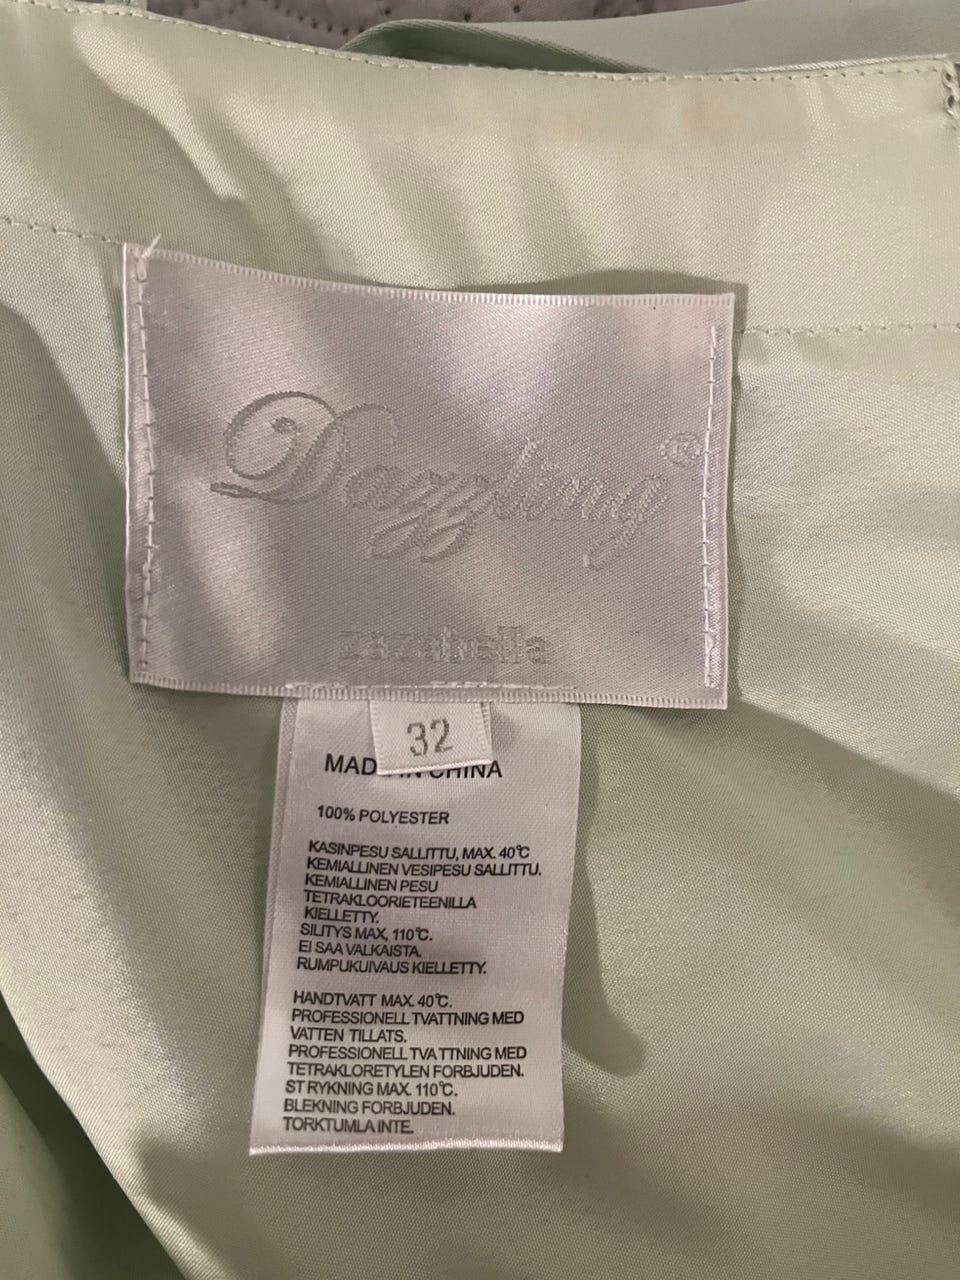 Dazzling®
zazabella
32
MADE IN CHINA
100% POLYESTER
KASINPESU SALLITTU, MAX. 40°C
KEMIALLINEN VESIPESU SALLITTU.
KEMIALLINEN PESU
TETRAKLOORIETEENILLA
KIELLETTY.
SILITYS MAX, 110°C.
EI SAA VALKAISTA.
RUMPUKUIVAUS KIELLETTY.
HANDTVATT MAX. 40°C.
PROFESSIONELL TVATTNING MED
VATTEN TILLATS.
PROFESSIONELL TVATTNING MED
TETRAKLORETYLEN FORBJUDEN.
ST RYKNING MAX. 110°C.
BLEKNING FORBJUDEN.
TORKTUMLA INTE.